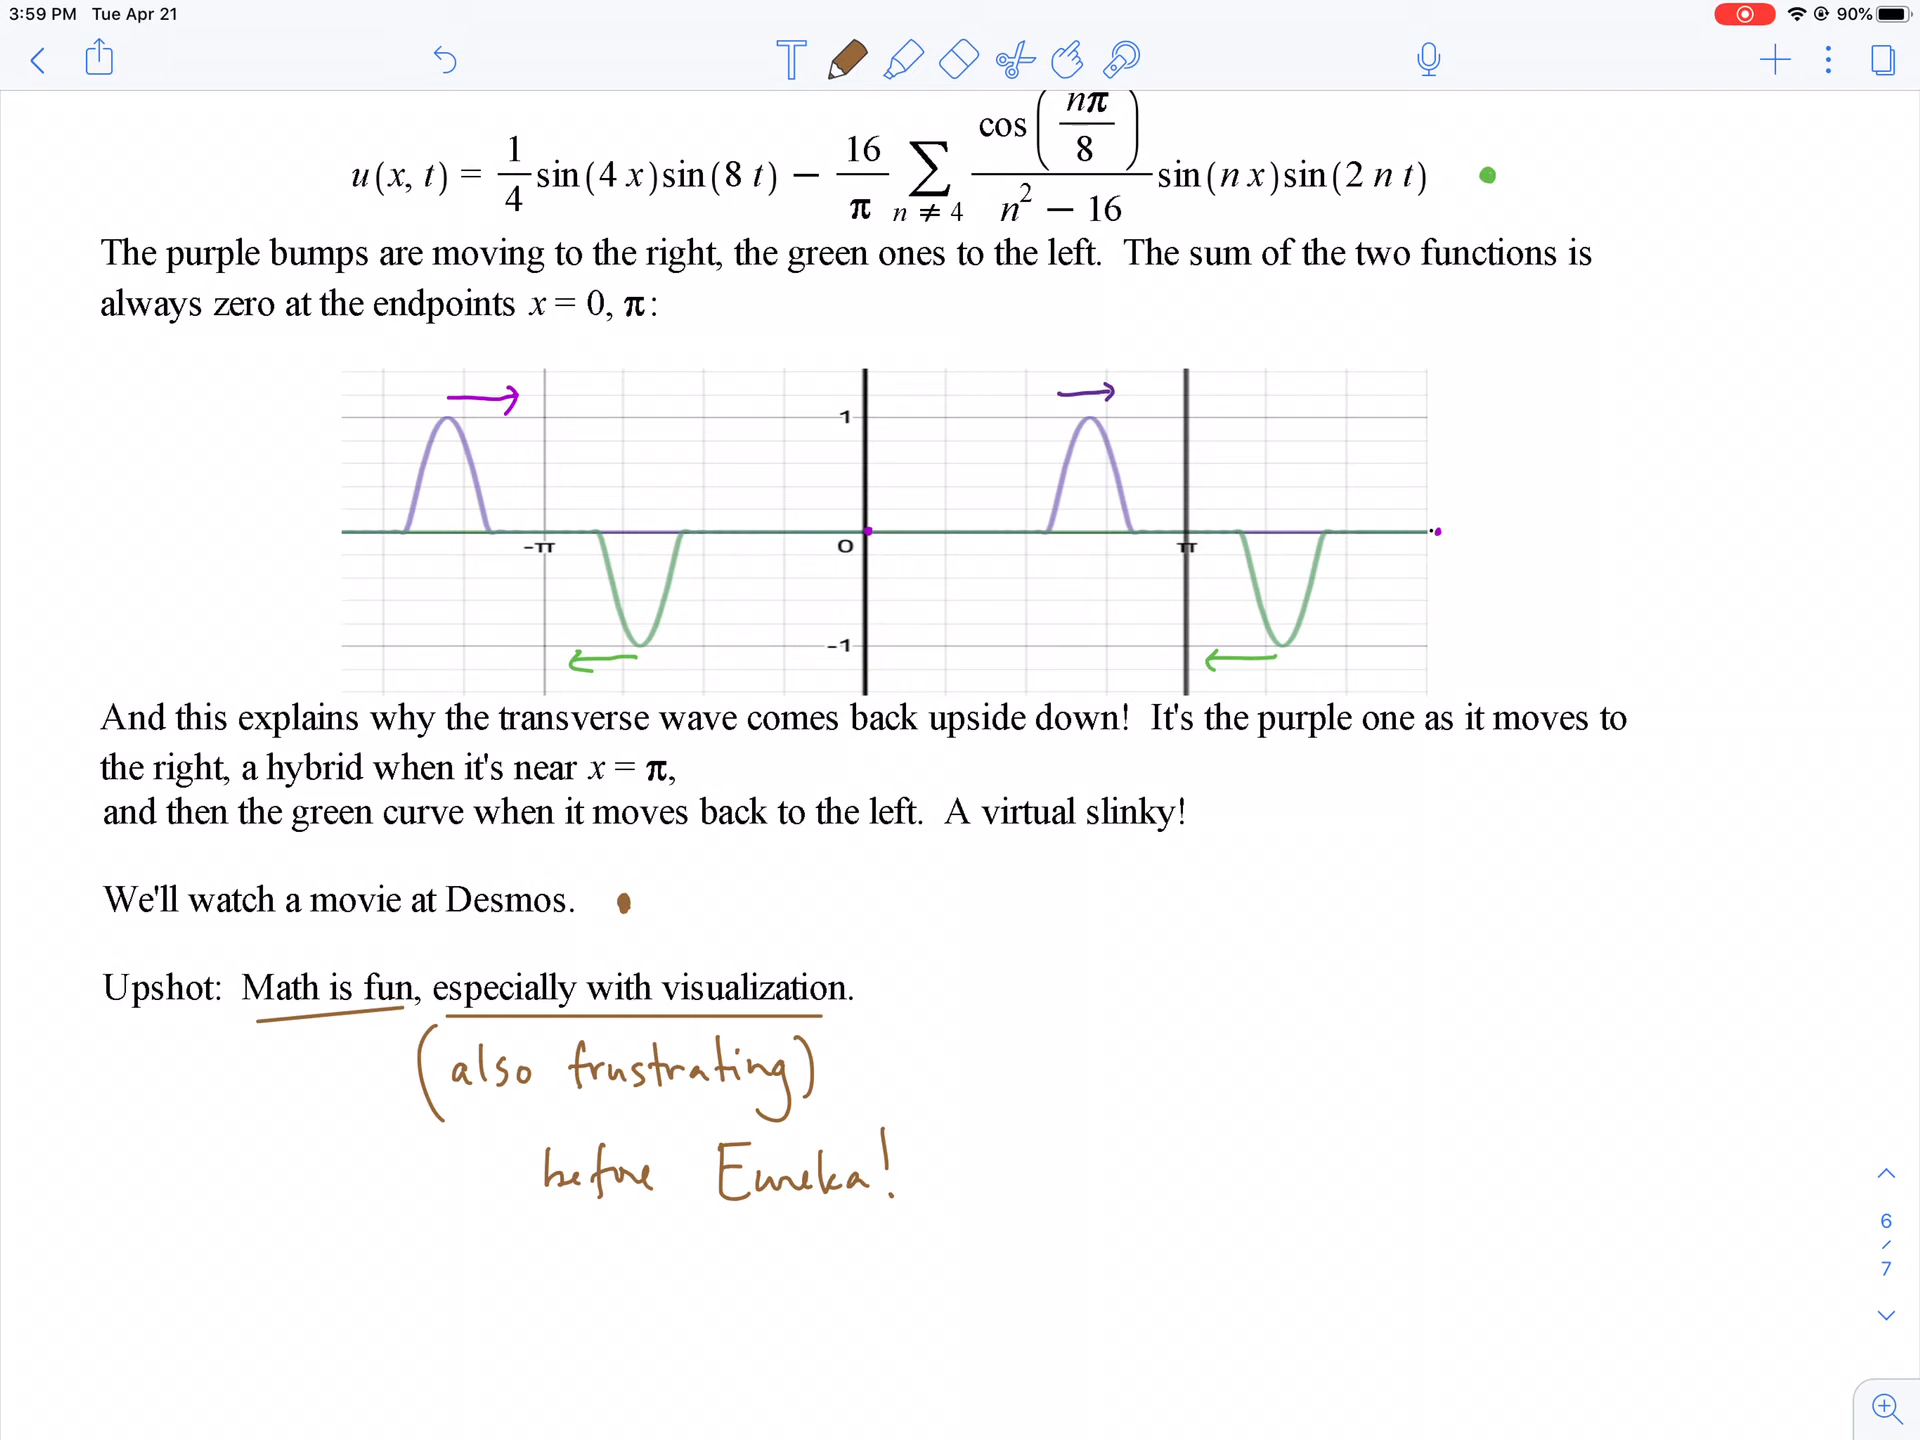 3:59 PM Tue Apr 21
90%
u(x, t) = 1/4 sin(4 x)sin(8 t) − 16/π ∑ n ≠ 4 cos(nπ/8)/(n² − 16) sin(n x)sin(2 n t)
The purple bumps are moving to the right, the green ones to the left. The sum of the two functions is
always zero at the endpoints x = 0, π:
1
-π 0 π
-1
And this explains why the transverse wave comes back upside down! It's the purple one as it moves to
the right, a hybrid when it's near x = π,
and then the green curve when it moves back to the left. A virtual slinky!
We'll watch a movie at Desmos.
Upshot: Math is fun, especially with visualization.
(also frustrating)
before Eureka!
6
/
7